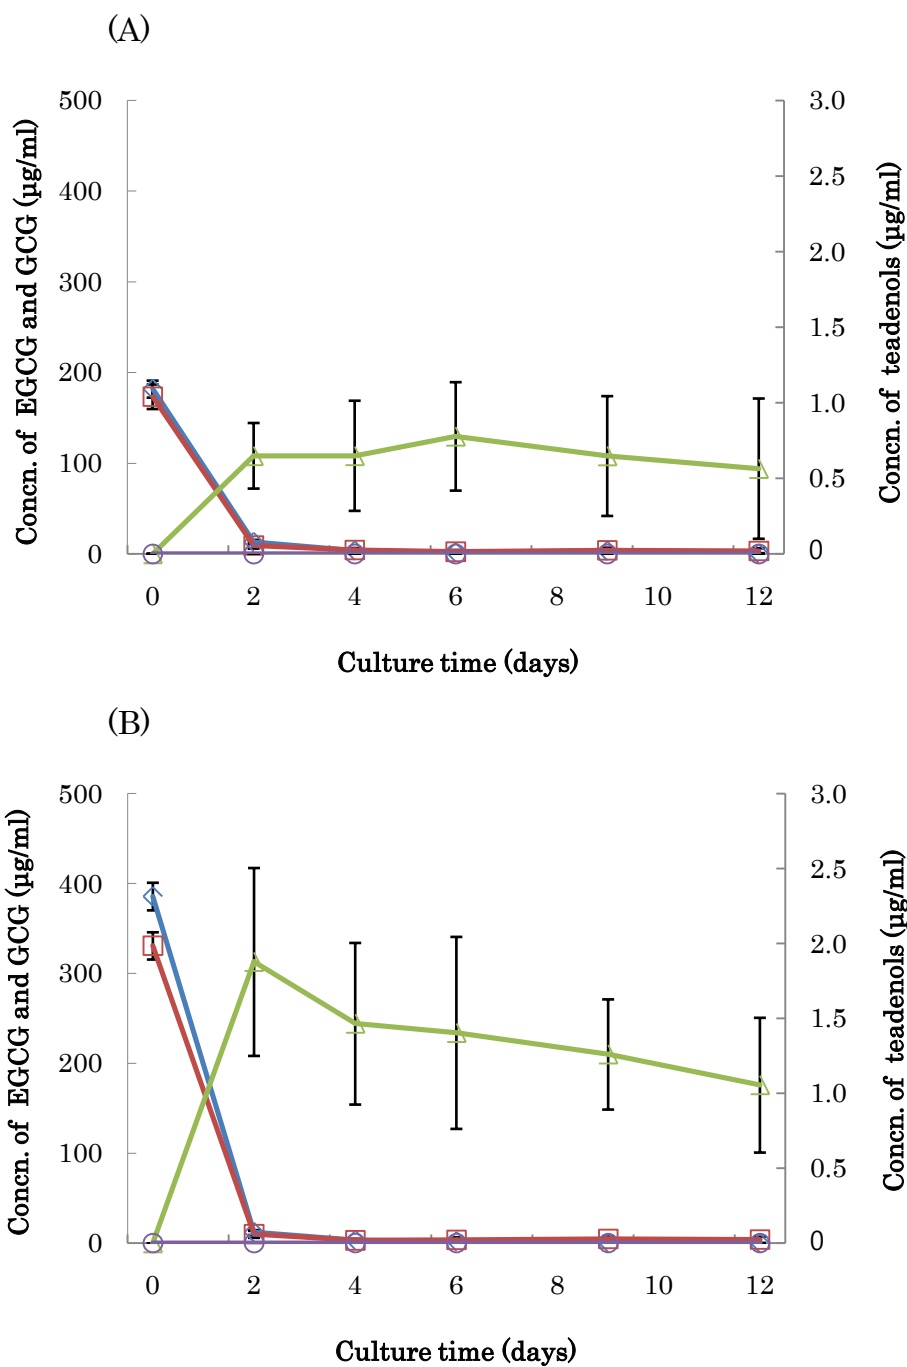 (A)
Concn. of EGCG and GCG (µg/ml)
500
400
300
200
100
0
3.0
2.5
2.0
1.5
1.0
0.5
0
Concn. of teadenols (µg/ml)
0 2 4 6 8 10 12
Culture time (days)
(B)
Concn. of EGCG and GCG (µg/ml)
500
400
300
200
100
0
3.0
2.5
2.0
1.5
1.0
0.5
0
Concn. of teadenols (µg/ml)
0 2 4 6 8 10 12
Culture time (days)